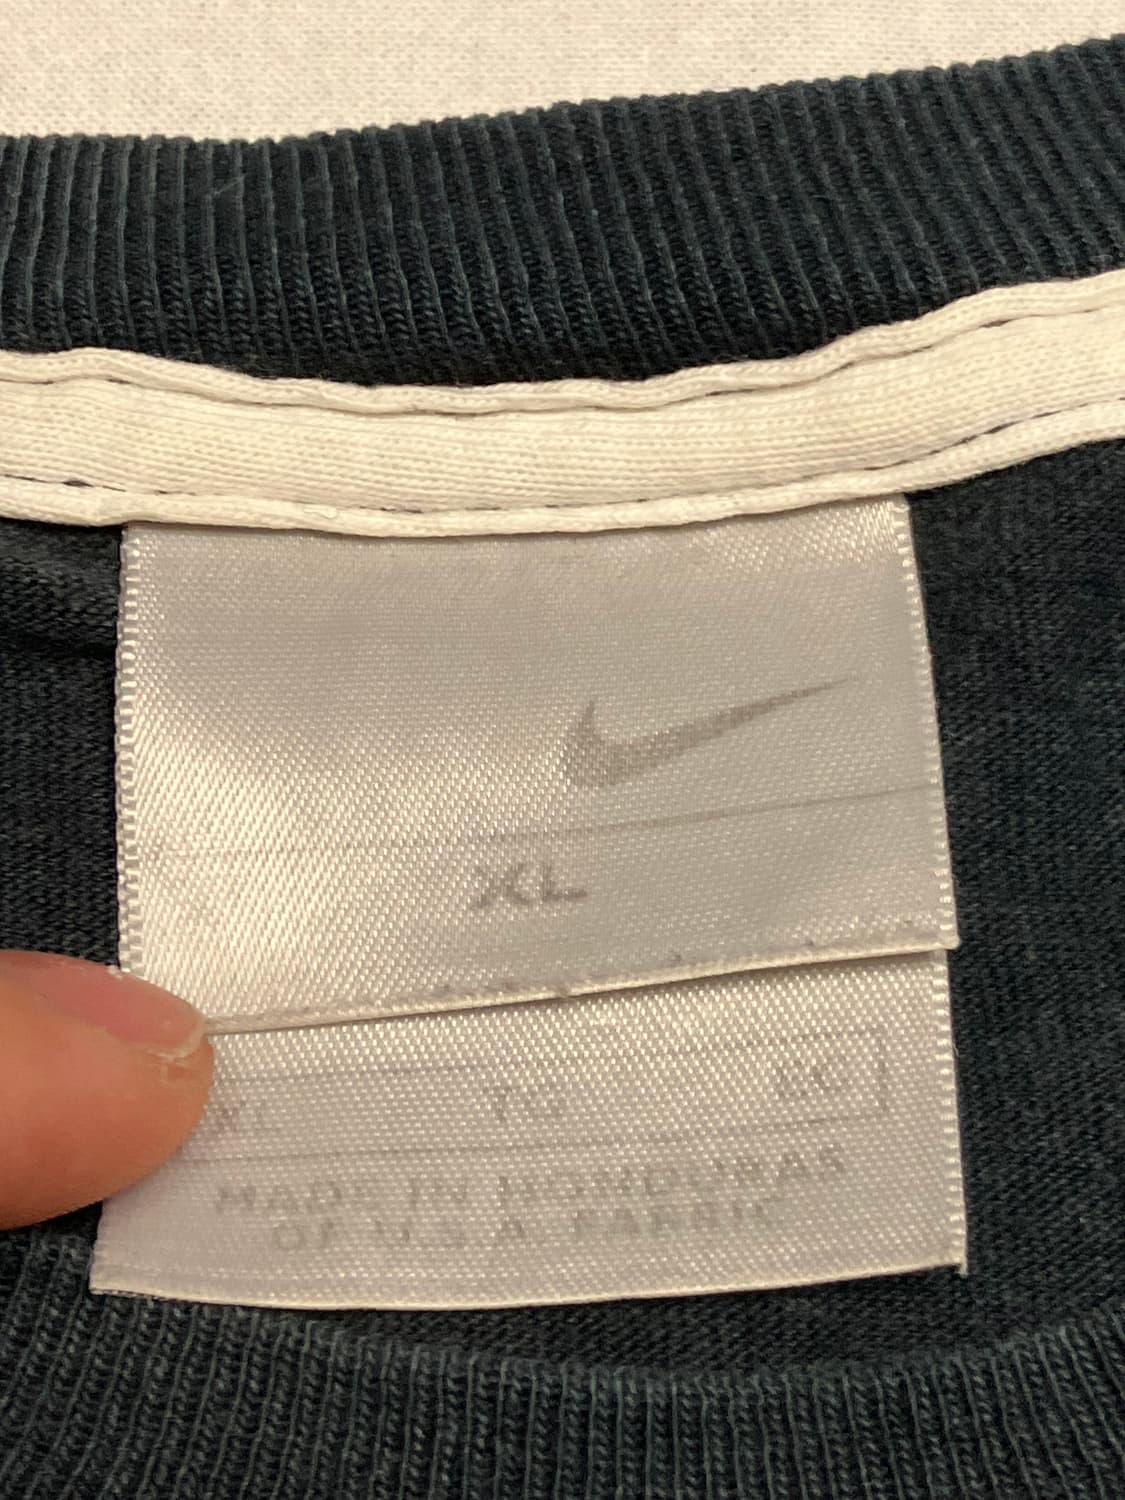 XL
TG
MADE IN HONDURAS
OF U.S.A. FABRIC